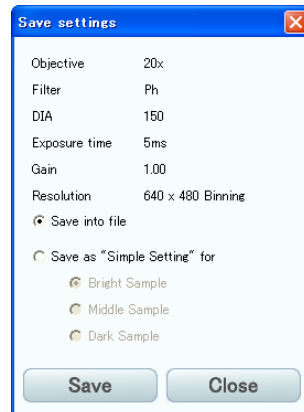 Save settings
Objective 20x
Filter Ph
DIA 150
Exposure time 5ms
Gain 1.00
Resolution 640 x 480 Binning
Save into file
Save as "Simple Setting" for
Bright Sample
Middle Sample
Dark Sample
Save Close